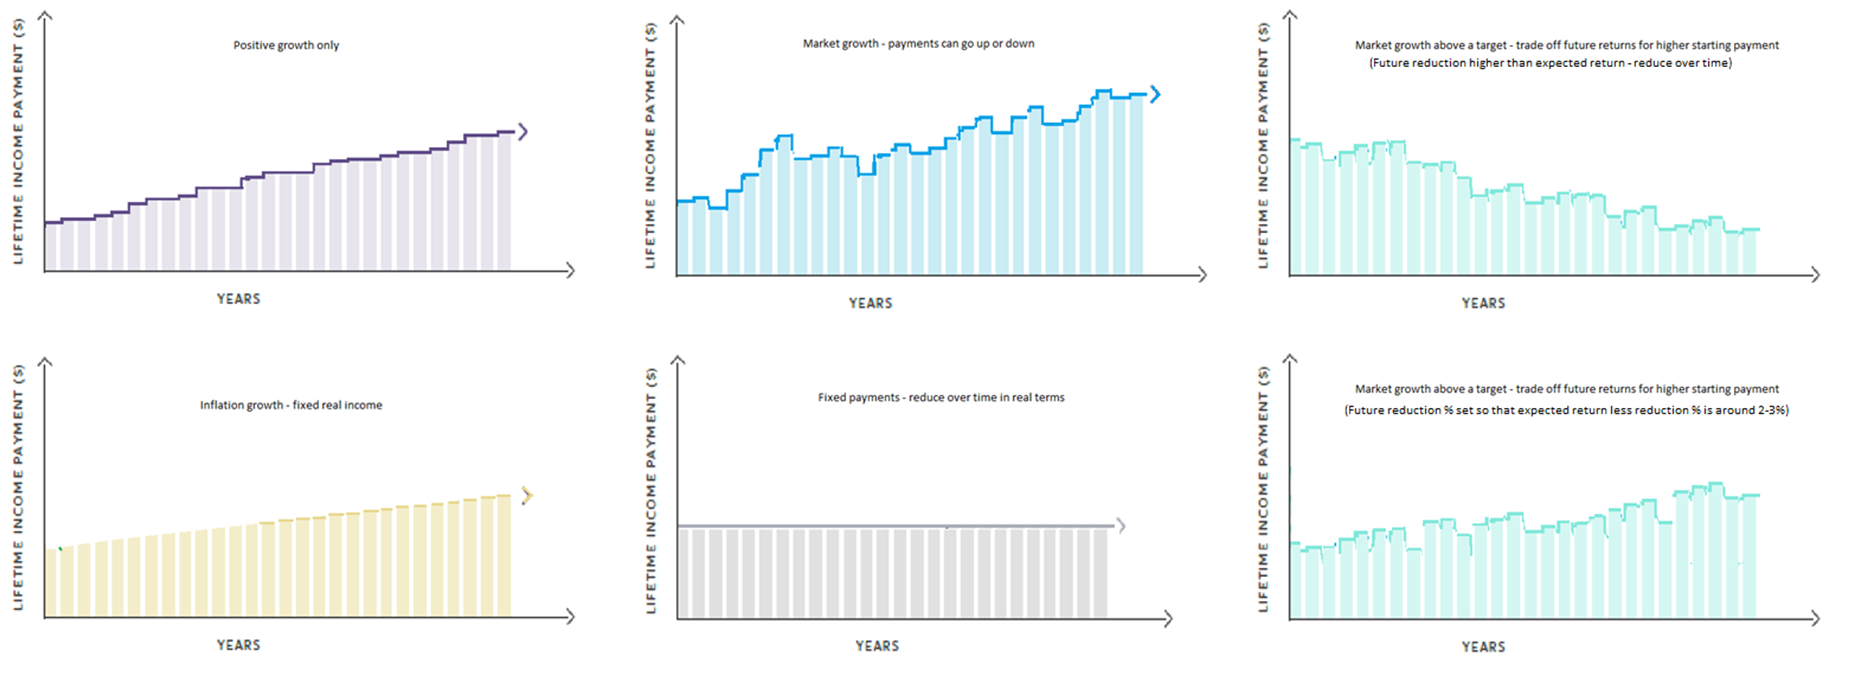 LIFETIME INCOME PAYMENT ($)
Positive growth only
YEARS
LIFETIME INCOME PAYMENT ($)
Market growth - payments can go up or down
YEARS
LIFETIME INCOME PAYMENT ($)
Market growth above a target - trade off future returns for higher starting payment
(Future reduction higher than expected return - reduce over time)
YEARS
LIFETIME INCOME PAYMENT ($)
Inflation growth - fixed real income
YEARS
LIFETIME INCOME PAYMENT ($)
Fixed payments - reduce over time in real terms
YEARS
LIFETIME INCOME PAYMENT ($)
Market growth above a target - trade off future returns for higher starting payment
(Future reduction % set so that expected return less reduction % is around 2-3%)
YEARS